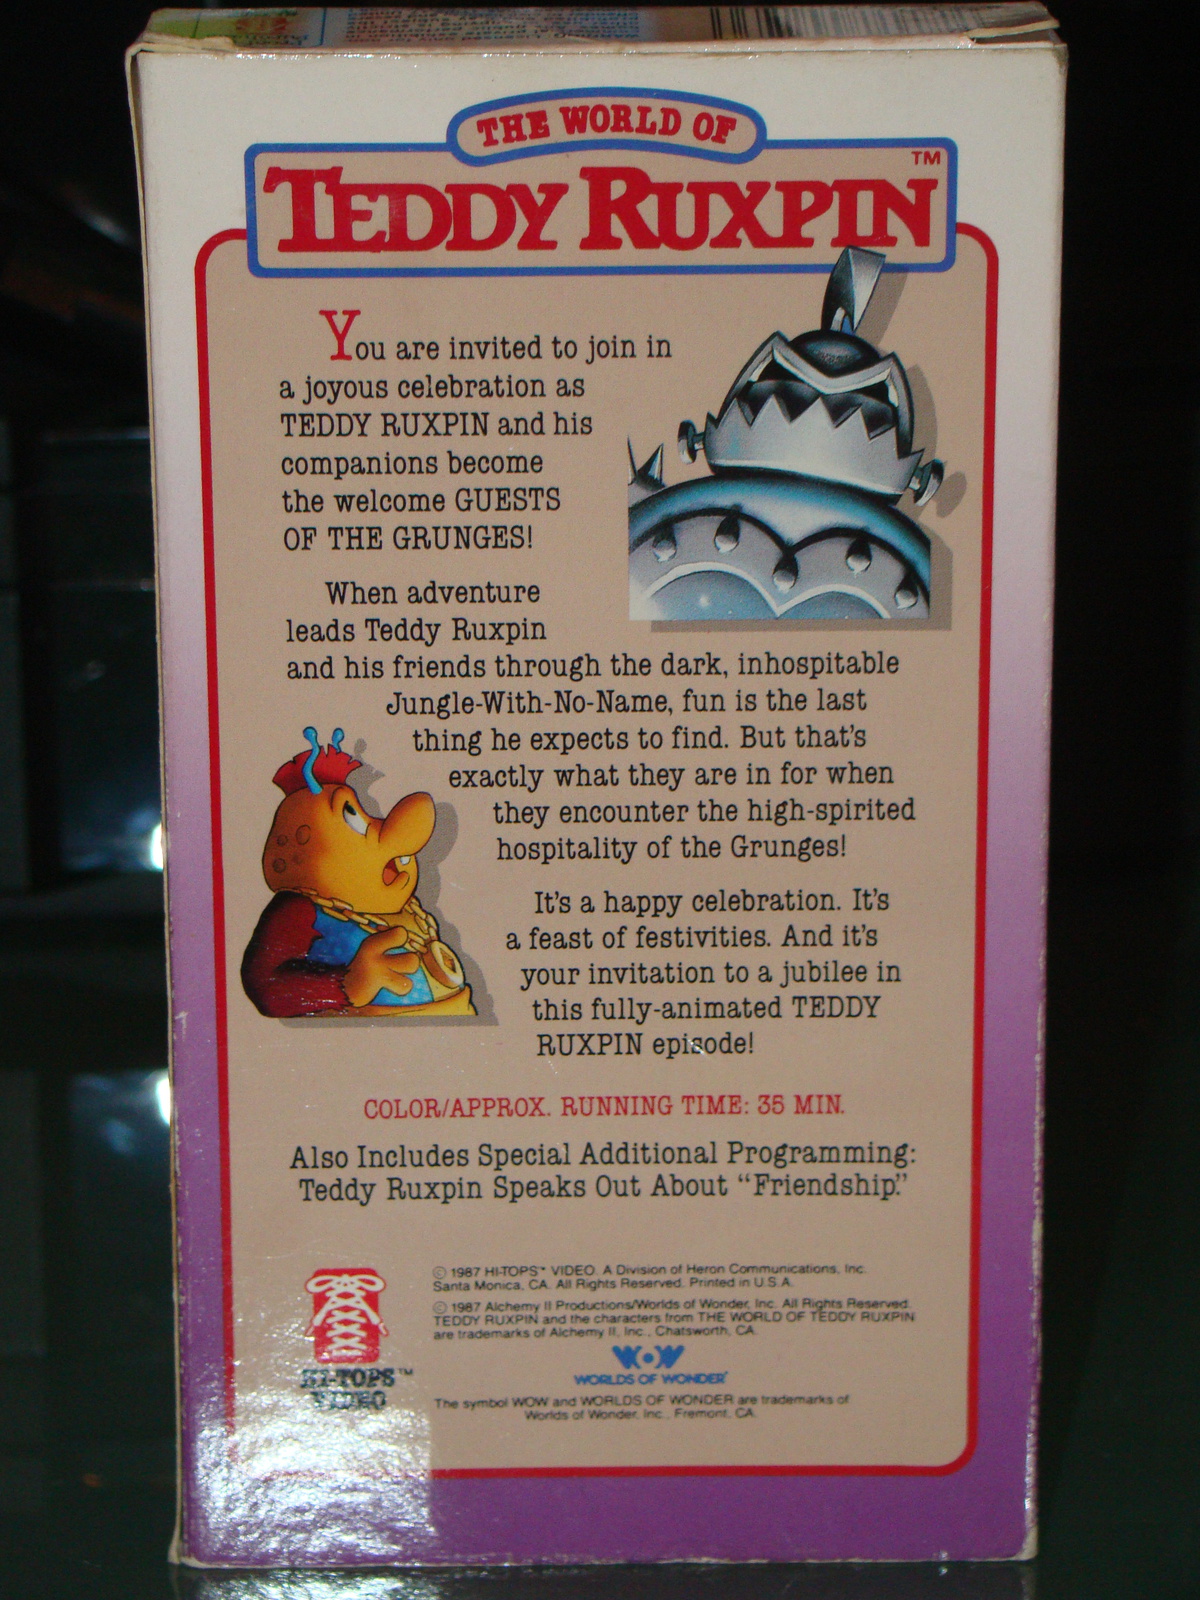 THE WORLD OF
TEDDY RUXPIN™
You are invited to join in
a joyous celebration as
TEDDY RUXPIN and his
companions become
the welcome GUESTS
OF THE GRUNGES!
When adventure
leads Teddy Ruxpin
and his friends through the dark, inhospitable
Jungle-With-No-Name, fun is the last
thing he expects to find. But that's
exactly what they are in for when
they encounter the high-spirited
hospitality of the Grunges!
It's a happy celebration. It's
a feast of festivities. And it's
your invitation to a jubilee in
this fully-animated TEDDY
RUXPIN episode!
COLOR/APPROX. RUNNING TIME: 35 MIN.
Also Includes Special Additional Programming:
Teddy Ruxpin Speaks Out About “Friendship.”
© 1987 HI-TOPS™ VIDEO. A Division of Heron Communications, Inc.
Santa Monica, CA. All Rights Reserved. Printed in U.S.A.
© 1987 Alchemy II Productions/Worlds of Wonder, Inc. All Rights Reserved.
TEDDY RUXPIN and the characters from THE WORLD OF TEDDY RUXPIN
are trademarks of Alchemy II, Inc., Chatsworth, CA.
HI-TOPS™
VIDEO
WOW
WORLDS OF WONDER
The symbol WOW and WORLDS OF WONDER are trademarks of
Worlds of Wonder, Inc., Fremont, CA.